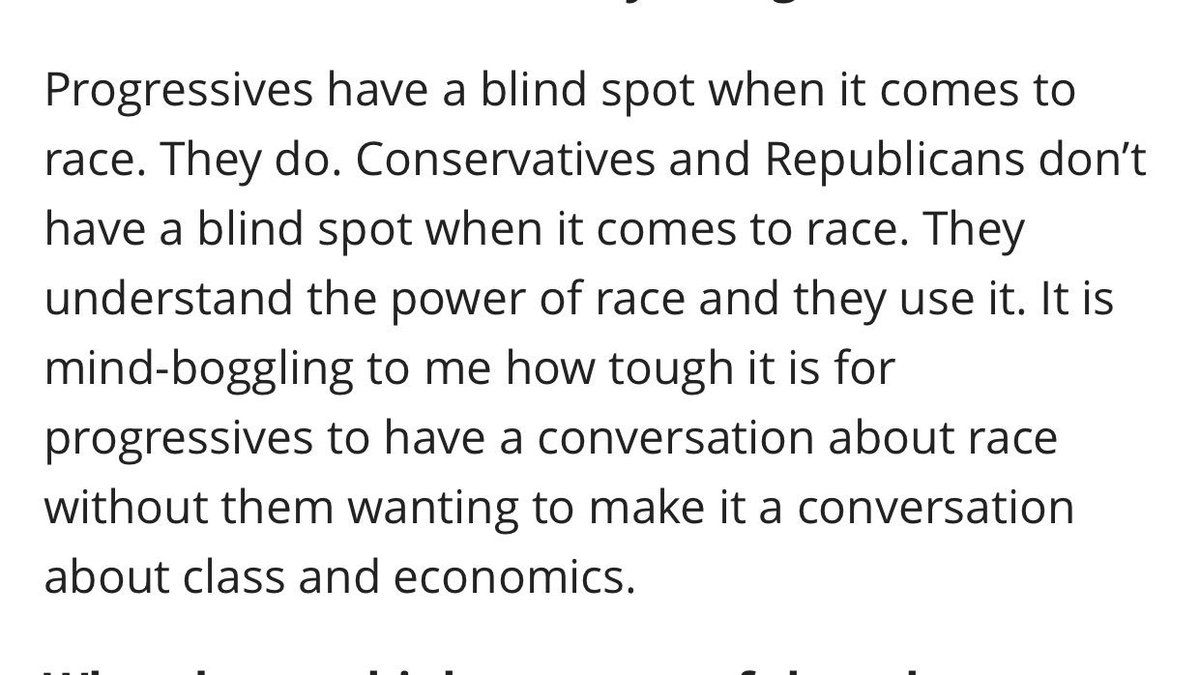 Progressives have a blind spot when it comes to
race. They do. Conservatives and Republicans don’t
have a blind spot when it comes to race. They
understand the power of race and they use it. It is
mind-boggling to me how tough it is for
progressives to have a conversation about race
without them wanting to make it a conversation
about class and economics.